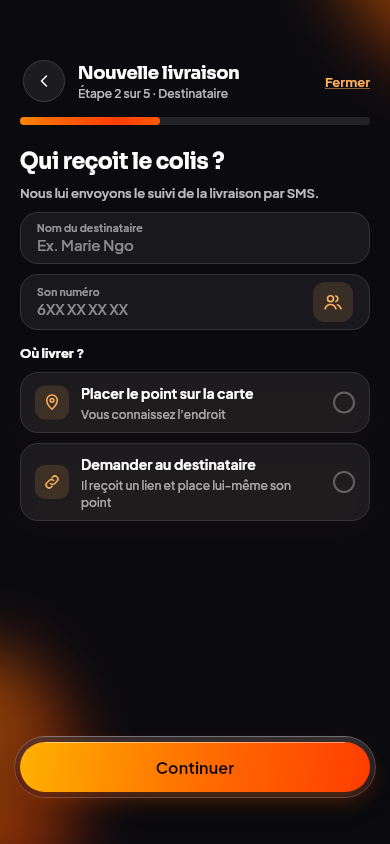 Nouvelle livraison
Étape 2 sur 5 · Destinataire
Fermer
Qui reçoit le colis ?
Nous lui envoyons le suivi de la livraison par SMS.
Nom du destinataire
Ex. Marie Ngo
Son numéro
6XX XX XX XX
Où livrer ?
Placer le point sur la carte
Vous connaissez l'endroit
Demander au destinataire
Il reçoit un lien et place lui-même son
point
Continuer